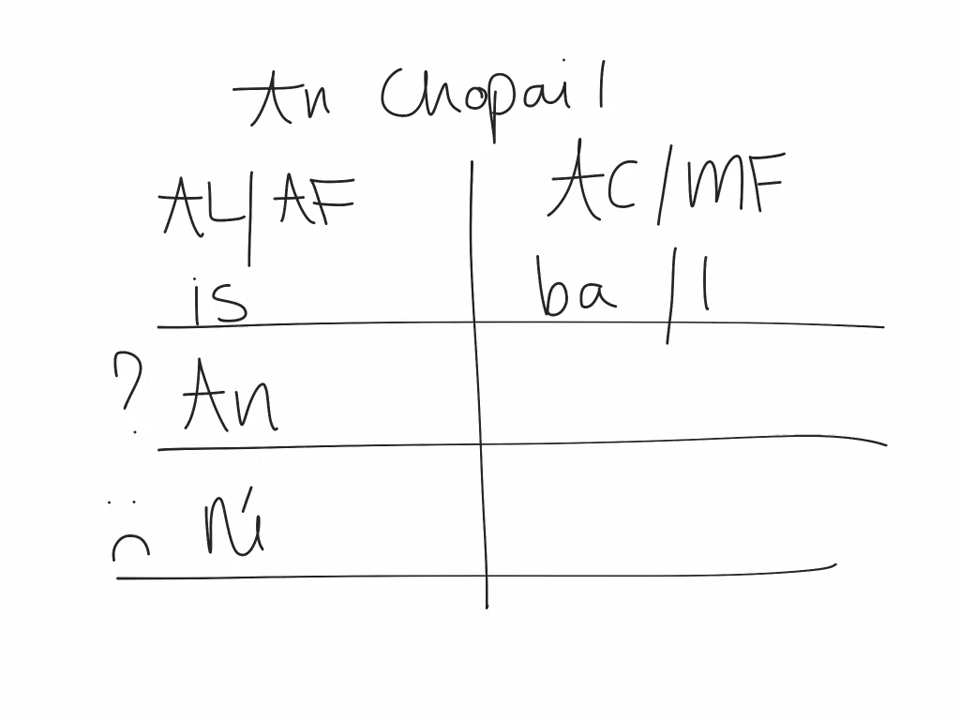 An Chopail
AL/AF AC/MF
is ba / l
? An
Ní